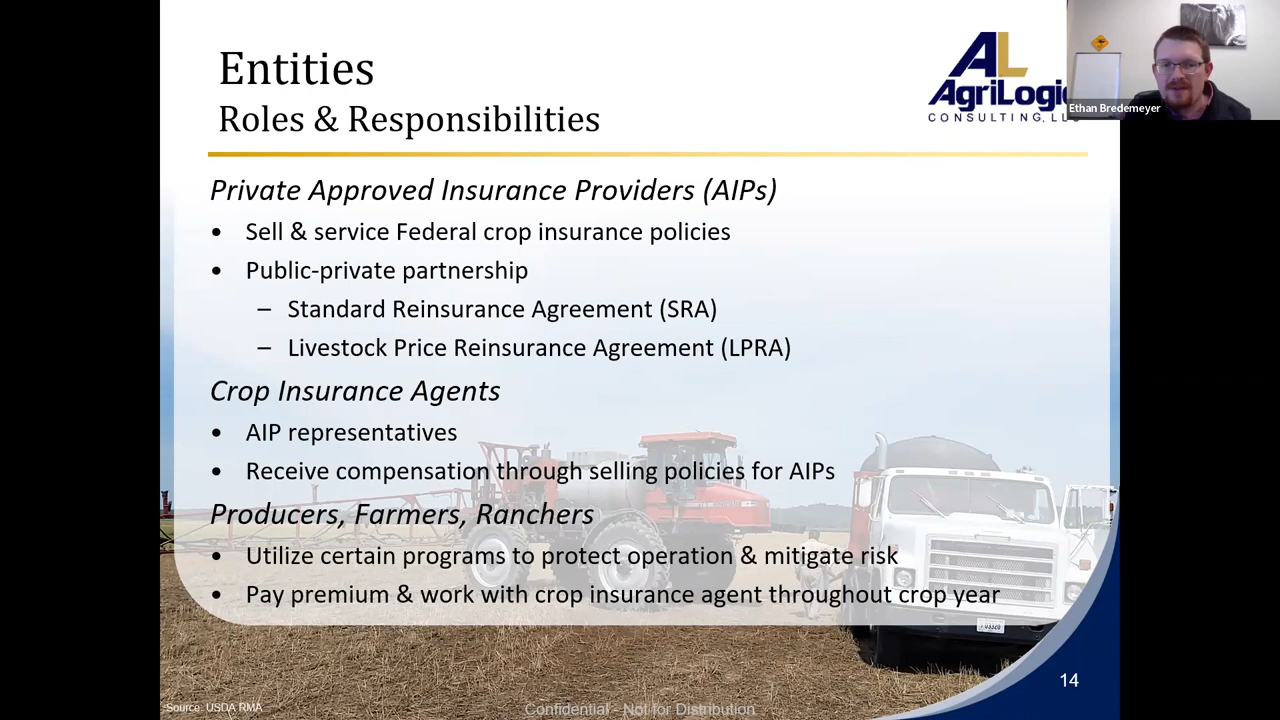 Entities
Roles & Responsibilities
AL
AgriLogic
CONSULTING, LL
Ethan Bredemeyer
Private Approved Insurance Providers (AIPs)
• Sell & service Federal crop insurance policies
• Public-private partnership
– Standard Reinsurance Agreement (SRA)
– Livestock Price Reinsurance Agreement (LPRA)
Crop Insurance Agents
• AIP representatives
• Receive compensation through selling policies for AIPs
Producers, Farmers, Ranchers
• Utilize certain programs to protect operation & mitigate risk
• Pay premium & work with crop insurance agent throughout crop year
14
Source: USDA RMA
Confidential - Not for Distribution